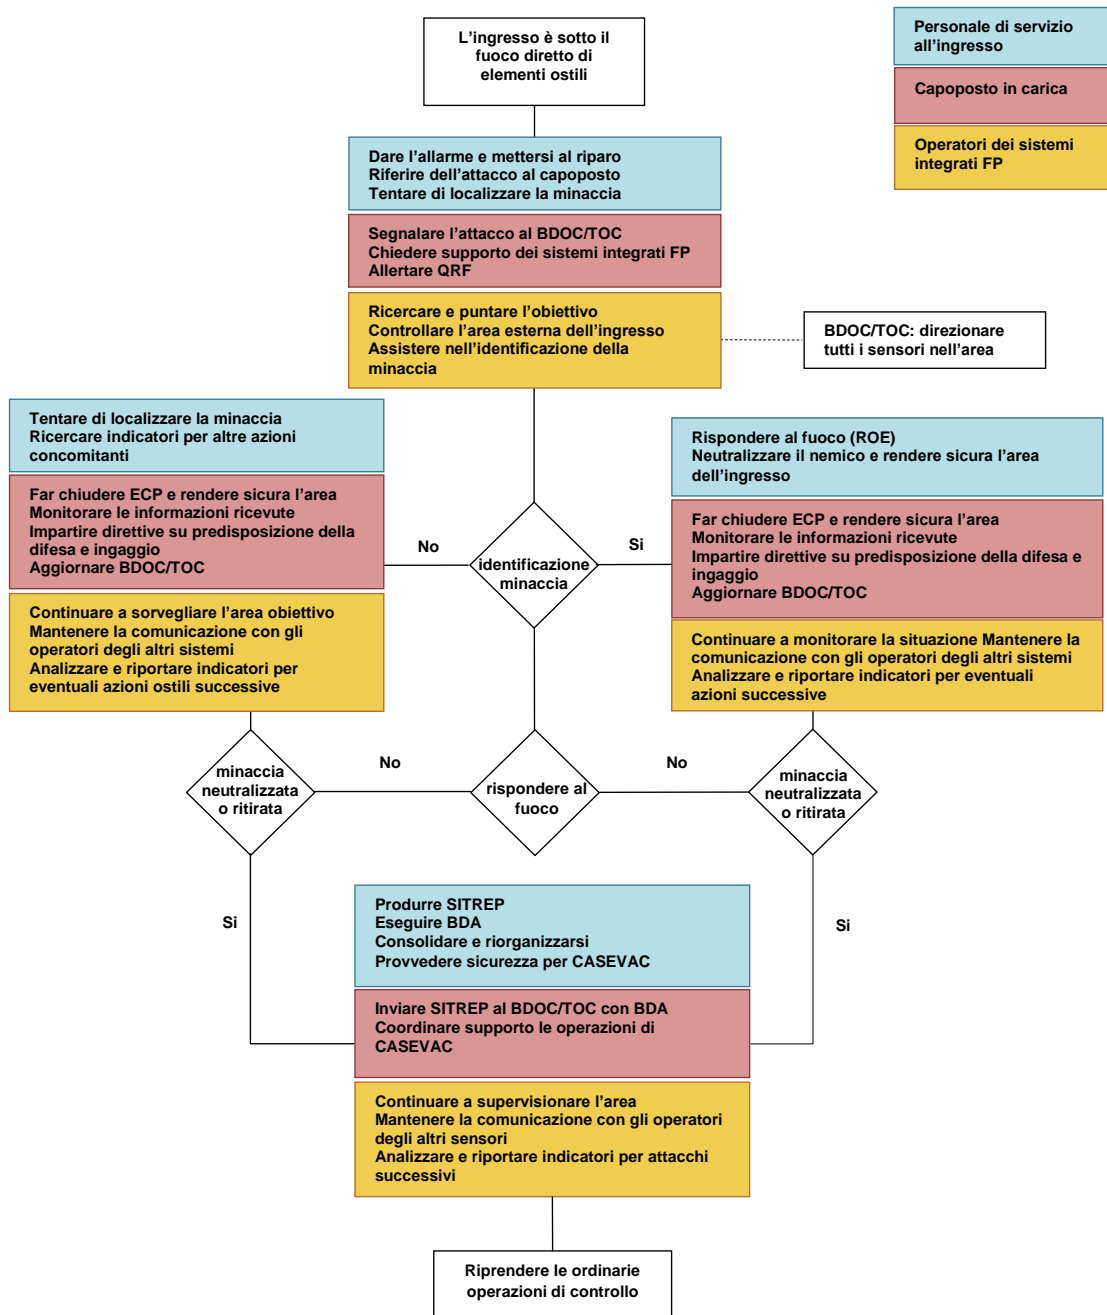 L'ingresso è sotto il
fuoco diretto di
elementi ostili
Personale di servizio
all'ingresso
Capoposto in carica
Operatori dei sistemi
integrati FP
Dare l'allarme e mettersi al riparo
Riferire dell'attacco al capoposto
Tentare di localizzare la minaccia
Segnalare l'attacco al BDOC/TOC
Chiedere supporto dei sistemi integrati FP
Allertare QRF
Ricercare e puntare l'obiettivo
Controllare l'area esterna dell'ingresso
Assistere nell'identificazione della
minaccia
BDOC/TOC: direzionare
tutti i sensori nell'area
Tentare di localizzare la minaccia
Ricercare indicatori per altre azioni
concomitanti
Far chiudere ECP e rendere sicura l'area
Monitorare le informazioni ricevute
Impartire direttive su predisposizione della
difesa e ingaggio
Aggiornare BDOC/TOC
Continuare a sorvegliare l'area obiettivo
Mantenere la comunicazione con gli
operatori degli altri sistemi
Analizzare e riportare indicatori per
eventuali azioni ostili successive
No
identificazione
minaccia
Si
Rispondere al fuoco (ROE)
Neutralizzare il nemico e rendere sicura l'area
dell'ingresso
Far chiudere ECP e rendere sicura l'area
Monitorare le informazioni ricevute
Impartire direttive su predisposizione della difesa e
ingaggio
Aggiornare BDOC/TOC
Continuare a monitorare la situazione Mantenere la
comunicazione con gli operatori degli altri sistemi
Analizzare e riportare indicatori per eventuali
azioni successive
minaccia
neutralizzata
o ritirata
No
rispondere al
fuoco
No
minaccia
neutralizzata
o ritirata
Si
Si
Produrre SITREP
Eseguire BDA
Consolidare e riorganizzarsi
Provvedere sicurezza per CASEVAC
Inviare SITREP al BDOC/TOC con BDA
Coordinare supporto le operazioni di
CASEVAC
Continuare a supervisionare l'area
Mantenere la comunicazione con gli operatori
degli altri sensori
Analizzare e riportare indicatori per attacchi
successivi
Riprendere le ordinarie
operazioni di controllo